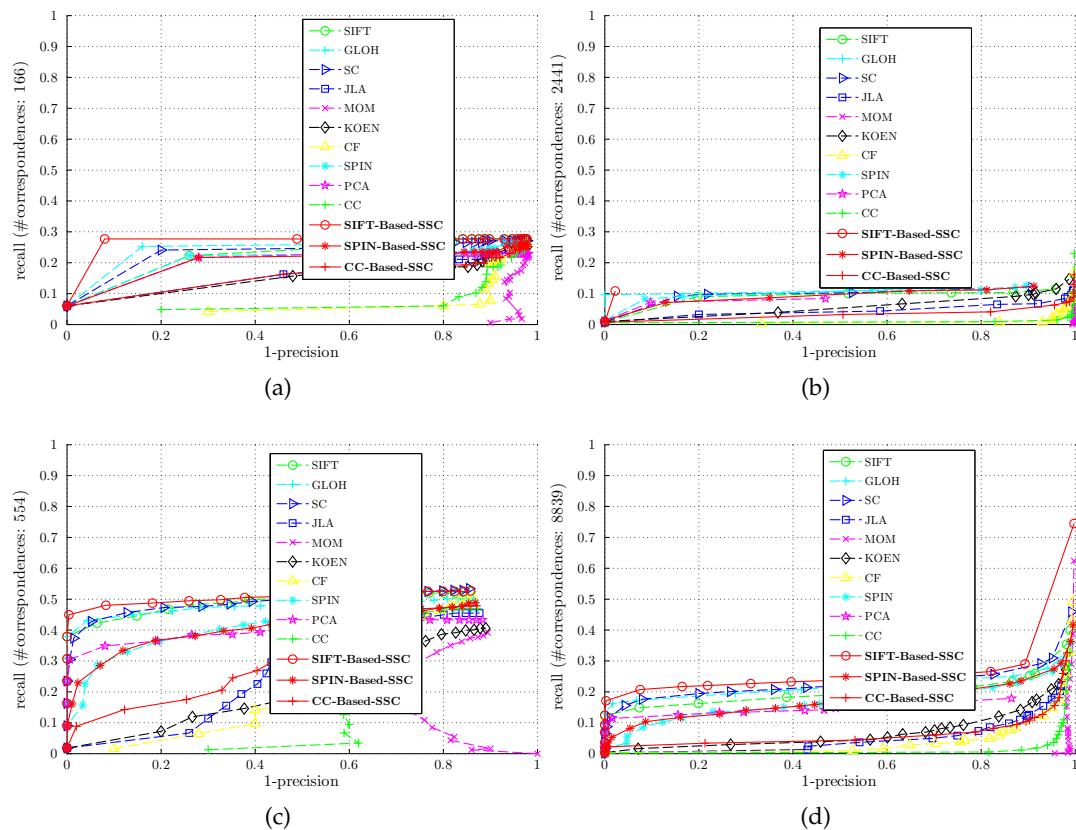 1
0.9
0.8
0.7
0.6
0.5
0.4
0.3
0.2
0.1
0
recall (#correspondences: 166)
SIFT
GLOH
SC
JLA
MOM
KOEN
CF
SPIN
PCA
CC
SIFT-Based-SSC
SPIN-Based-SSC
CC-Based-SSC
0 0.2 0.4 0.6 0.8 1
1-precision
(a)
1
0.9
0.8
0.7
0.6
0.5
0.4
0.3
0.2
0.1
0
recall (#correspondences: 2441)
SIFT
GLOH
SC
JLA
MOM
KOEN
CF
SPIN
PCA
CC
SIFT-Based-SSC
SPIN-Based-SSC
CC-Based-SSC
0 0.2 0.4 0.6 0.8 1
1-precision
(b)
1
0.9
0.8
0.7
0.6
0.5
0.4
0.3
0.2
0.1
0
recall (#correspondences: 554)
SIFT
GLOH
SC
JLA
MOM
KOEN
CF
SPIN
PCA
CC
SIFT-Based-SSC
SPIN-Based-SSC
CC-Based-SSC
0 0.2 0.4 0.6 0.8 1
1-precision
(c)
1
0.9
0.8
0.7
0.6
0.5
0.4
0.3
0.2
0.1
0
recall (#correspondences: 8839)
SIFT
GLOH
SC
JLA
MOM
KOEN
CF
SPIN
PCA
CC
SIFT-Based-SSC
SPIN-Based-SSC
CC-Based-SSC
0 0.2 0.4 0.6 0.8 1
1-precision
(d)